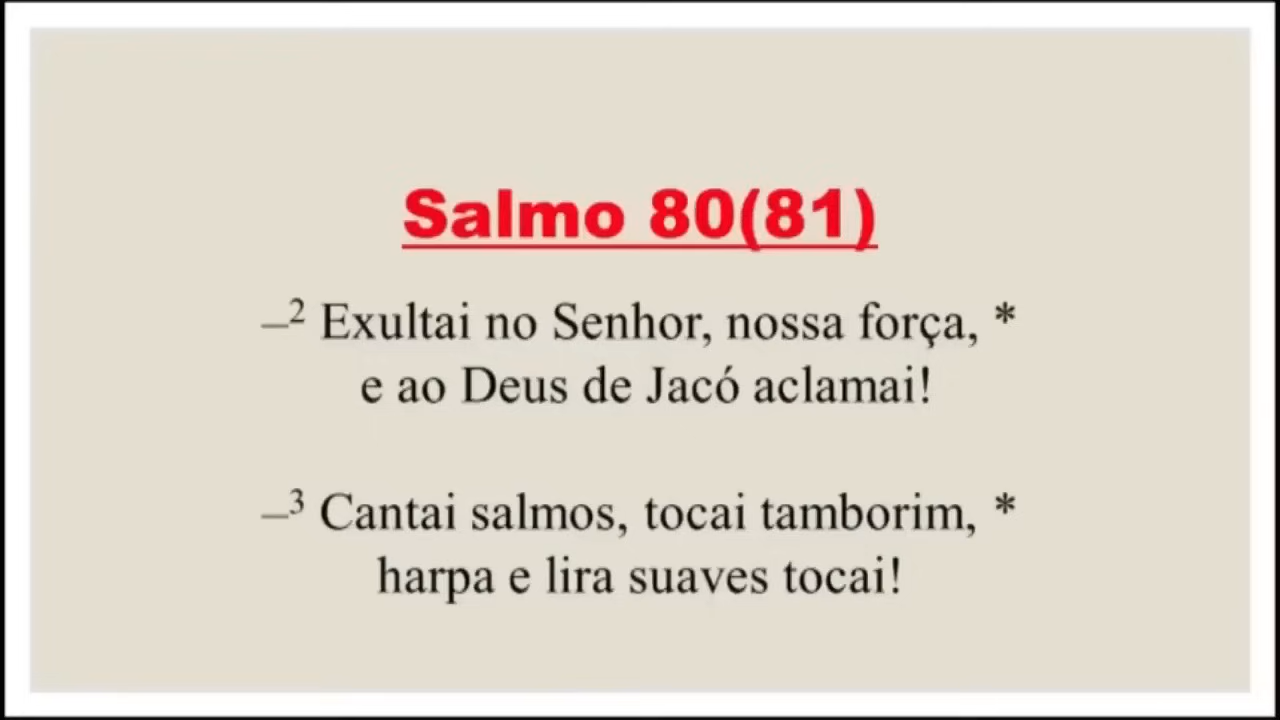 Salmo 80(81)
–² Exultai no Senhor, nossa força, *
e ao Deus de Jacó aclamai!
–³ Cantai salmos, tocai tamborim, *
harpa e lira suaves tocai!